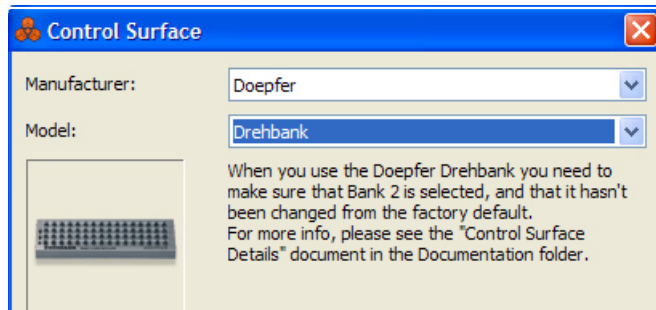 Control Surface
Manufacturer:
Doepfer
Model:
Drehbank
When you use the Doepfer Drehbank you need to
make sure that Bank 2 is selected, and that it hasn't
been changed from the factory default.
For more info, please see the "Control Surface
Details" document in the Documentation folder.